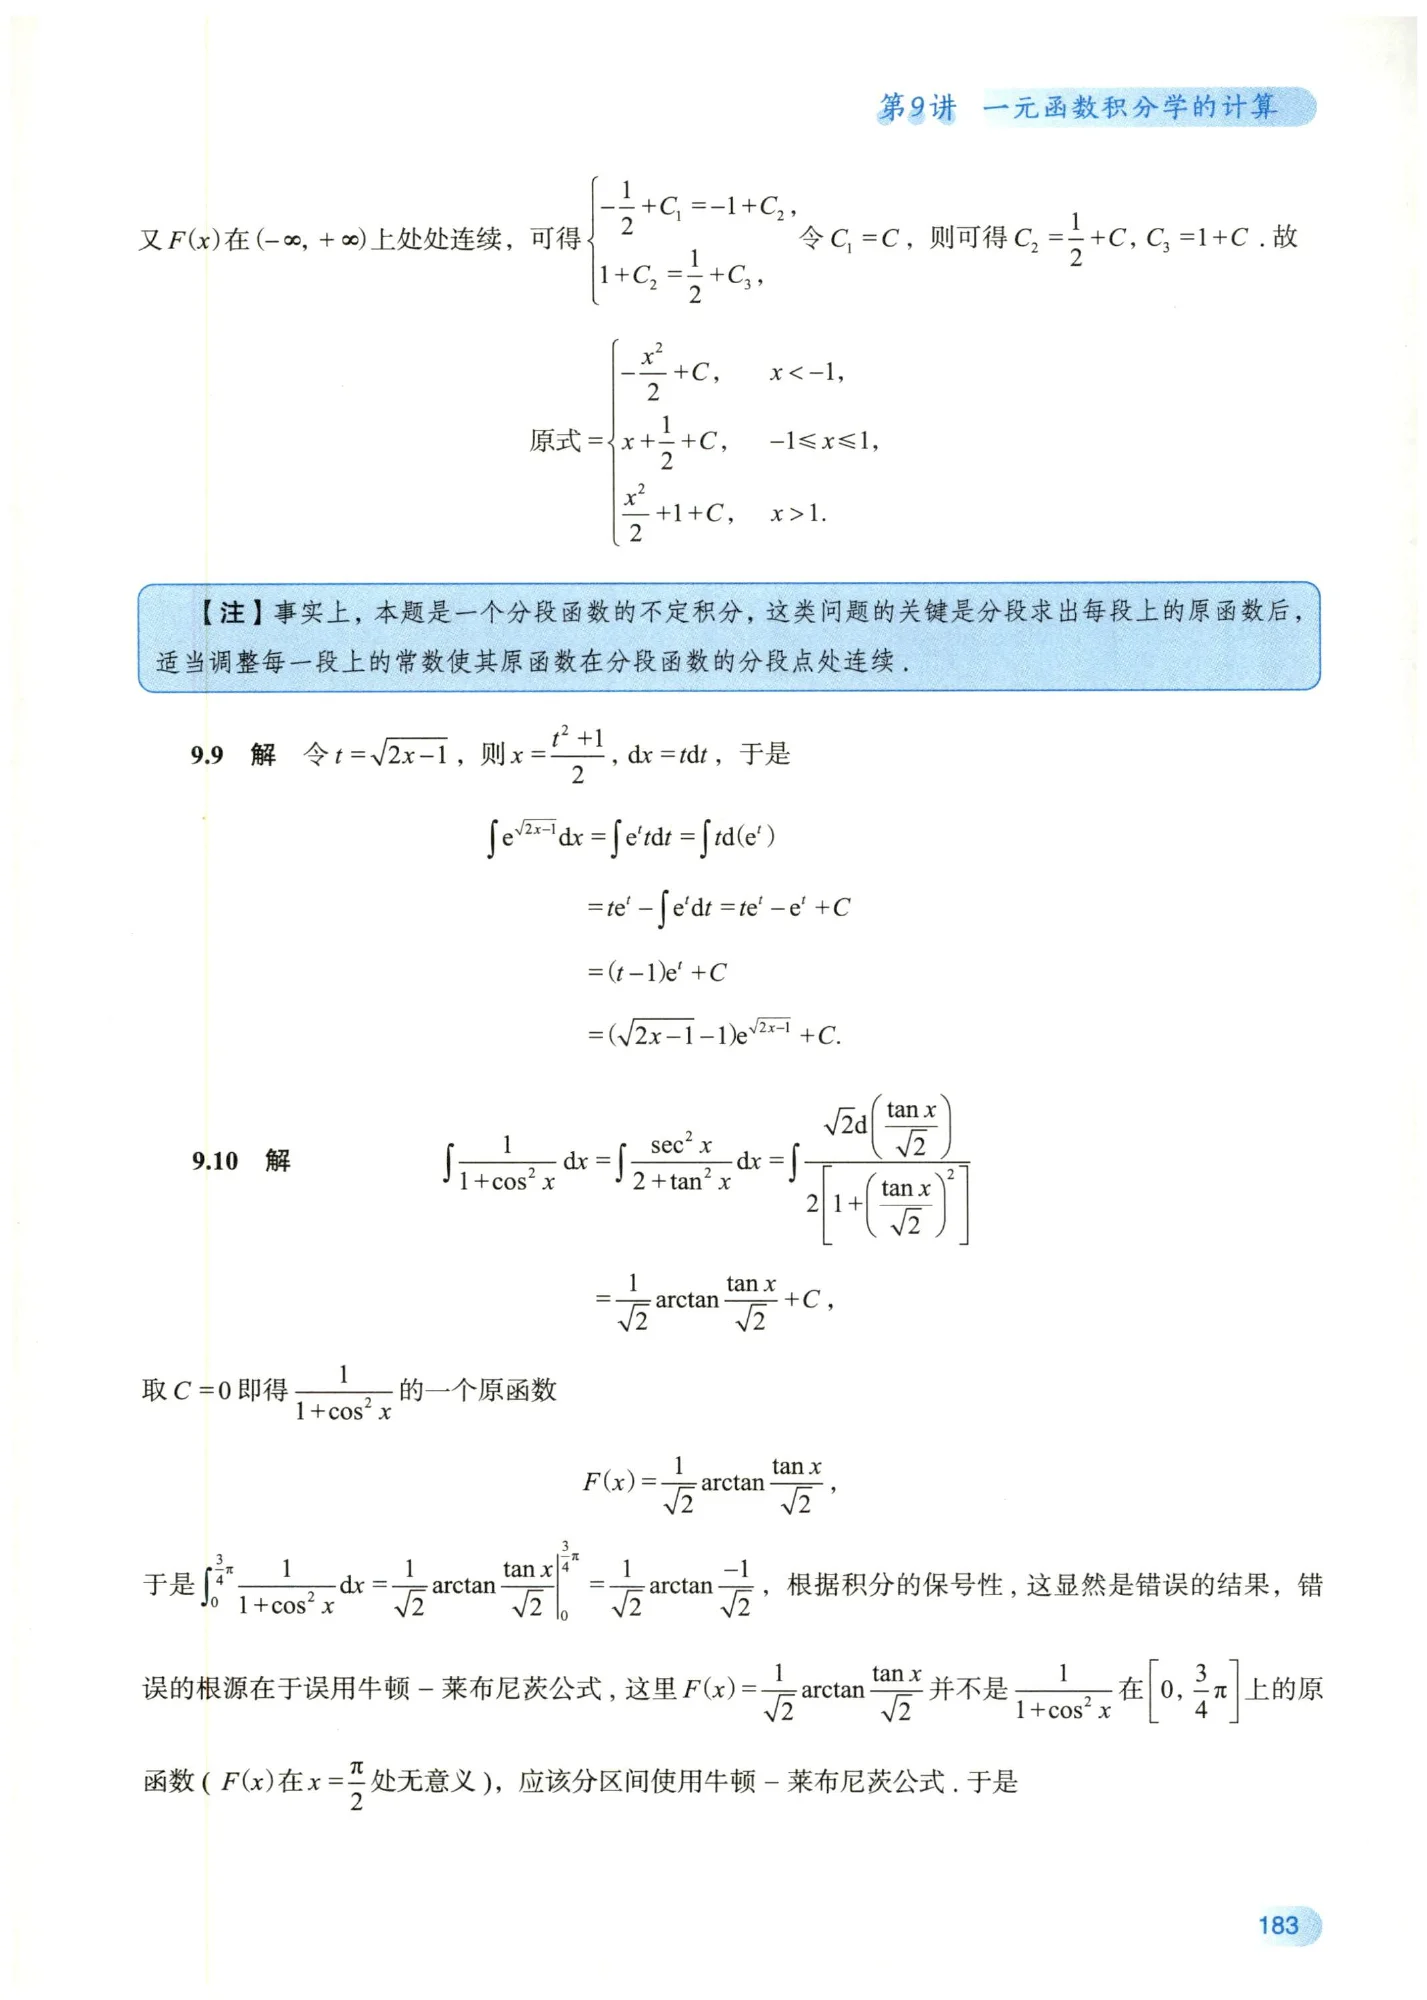 第9讲 一元函数积分学的计算
又 F(x)在(-∞, +∞)上处处连续，可得 $\begin{cases} -\frac{1}{2}+C_1=-1+C_2, \\ 1+C_2=\frac{1}{2}+C_3, \end{cases}$ 令 $C_1=C$，则可得 $C_2=\frac{1}{2}+C, C_3=1+C$．故
原式 $=\begin{cases} -\frac{x^2}{2}+C, & x<-1, \\ x+\frac{1}{2}+C, & -1\leqslant x\leqslant 1, \\ \frac{x^2}{2}+1+C, & x>1. \end{cases}$
【注】事实上，本题是一个分段函数的不定积分，这类问题的关键是分段求出每段上的原函数后，
适当调整每一段上的常数使其原函数在分段函数的分段点处连续．
9.9 解 令 $t=\sqrt{2x-1}$，则 $x=\frac{t^2+1}{2}$, $\mathrm{d}x=t\mathrm{d}t$，于是
$\int \mathrm{e}^{\sqrt{2x-1}}\mathrm{d}x=\int \mathrm{e}^t t\mathrm{d}t=\int t\mathrm{d}(\mathrm{e}^t)$
$=t\mathrm{e}^t-\int \mathrm{e}^t\mathrm{d}t=t\mathrm{e}^t-\mathrm{e}^t+C$
$=(t-1)\mathrm{e}^t+C$
$=(\sqrt{2x-1}-1)\mathrm{e}^{\sqrt{2x-1}}+C.$
9.10 解 $\int \frac{1}{1+\cos^2 x}\mathrm{d}x=\int \frac{\sec^2 x}{2+\tan^2 x}\mathrm{d}x=\int \frac{\sqrt{2}\mathrm{d}\left(\frac{\tan x}{\sqrt{2}}\right)}{2\left[1+\left(\frac{\tan x}{\sqrt{2}}\right)^2\right]}$
$=\frac{1}{\sqrt{2}}\arctan\frac{\tan x}{\sqrt{2}}+C$，
取 $C=0$ 即得 $\frac{1}{1+\cos^2 x}$ 的一个原函数
$F(x)=\frac{1}{\sqrt{2}}\arctan\frac{\tan x}{\sqrt{2}}$，
于是 $\int_0^{\frac{3}{4}\pi}\frac{1}{1+\cos^2 x}\mathrm{d}x=\frac{1}{\sqrt{2}}\arctan\frac{\tan x}{\sqrt{2}}\Big|_0^{\frac{3}{4}\pi}=\frac{1}{\sqrt{2}}\arctan\frac{-1}{\sqrt{2}}$，根据积分的保号性，这显然是错误的结果，错
误的根源在于误用牛顿－莱布尼茨公式，这里 $F(x)=\frac{1}{\sqrt{2}}\arctan\frac{\tan x}{\sqrt{2}}$ 并不是 $\frac{1}{1+\cos^2 x}$ 在 $\left[0,\frac{3}{4}\pi\right]$ 上的原
函数（$F(x)$在 $x=\frac{\pi}{2}$ 处无意义），应该分区间使用牛顿－莱布尼茨公式．于是
183